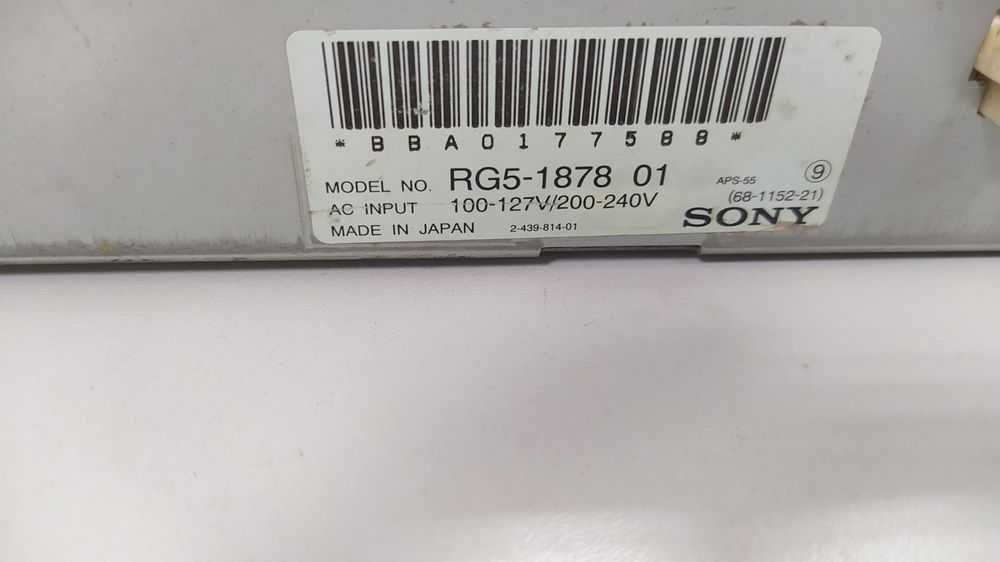 *BBA0177588*
MODEL NO. RG5-1878 01 APS-55 ⑨
AC INPUT 100-127V/200-240V (68-1152-21)
MADE IN JAPAN 2-439-814-01 SONY